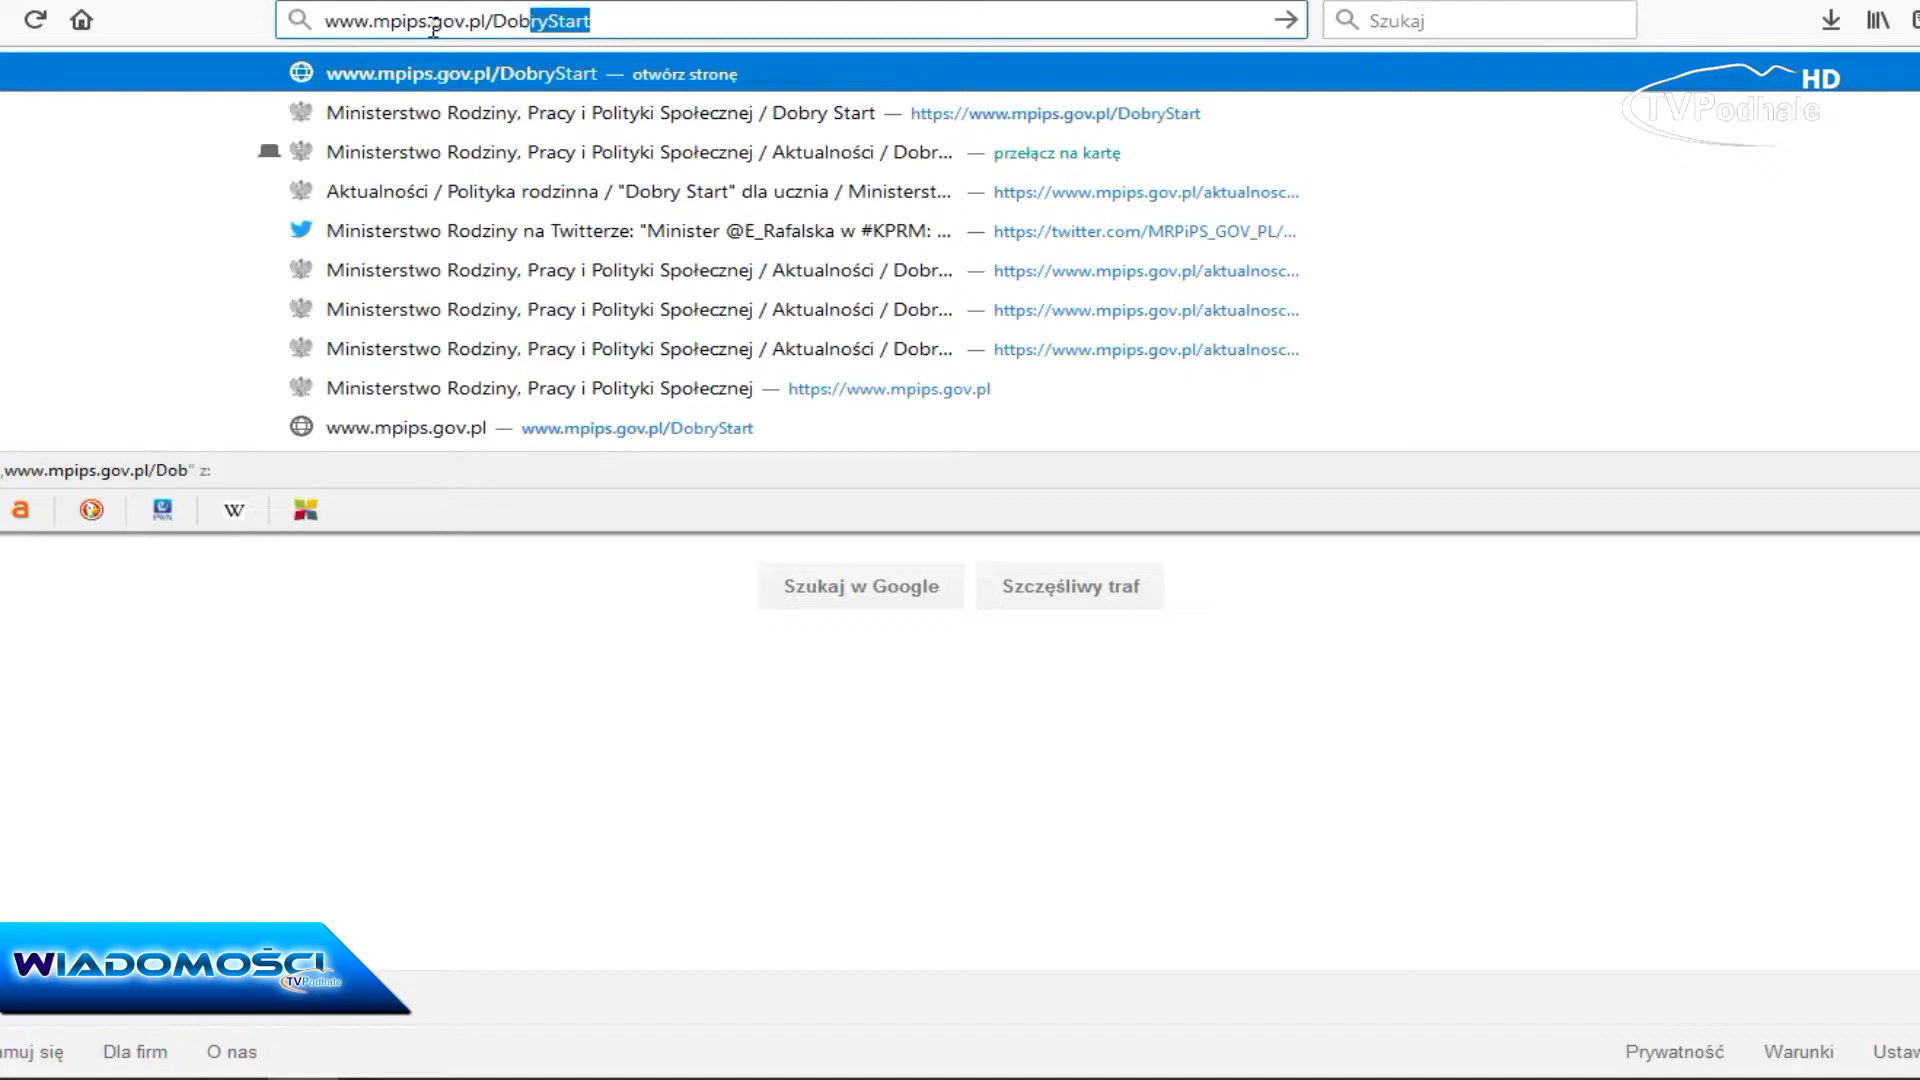 www.mpips.gov.pl/DobryStart
Szukaj
www.mpips.gov.pl/DobryStart — otwórz stronę
HD
TVPodhale
Ministerstwo Rodziny, Pracy i Polityki Społecznej / Dobry Start — https://www.mpips.gov.pl/DobryStart
Ministerstwo Rodziny, Pracy i Polityki Społecznej / Aktualności / Dobr... — przełącz na kartę
Aktualności / Polityka rodzinna / "Dobry Start" dla ucznia / Ministerst... — https://www.mpips.gov.pl/aktualnosc...
Ministerstwo Rodziny na Twitterze: "Minister @E_Rafalska w #KPRM: ... — https://twitter.com/MRPiPS_GOV_PL/...
Ministerstwo Rodziny, Pracy i Polityki Społecznej / Aktualności / Dobr... — https://www.mpips.gov.pl/aktualnosc...
Ministerstwo Rodziny, Pracy i Polityki Społecznej / Aktualności / Dobr... — https://www.mpips.gov.pl/aktualnosc...
Ministerstwo Rodziny, Pracy i Polityki Społecznej / Aktualności / Dobr... — https://www.mpips.gov.pl/aktualnosc...
Ministerstwo Rodziny, Pracy i Polityki Społecznej — https://www.mpips.gov.pl
www.mpips.gov.pl — www.mpips.gov.pl/DobryStart
„www.mpips.gov.pl/Dob” z:
a
PWN
W
Szukaj w Google
Szczęśliwy traf
WIADOMOŚCI
TVPodhale
amuj się
Dla firm
O nas
Prywatność
Warunki
Ustaw